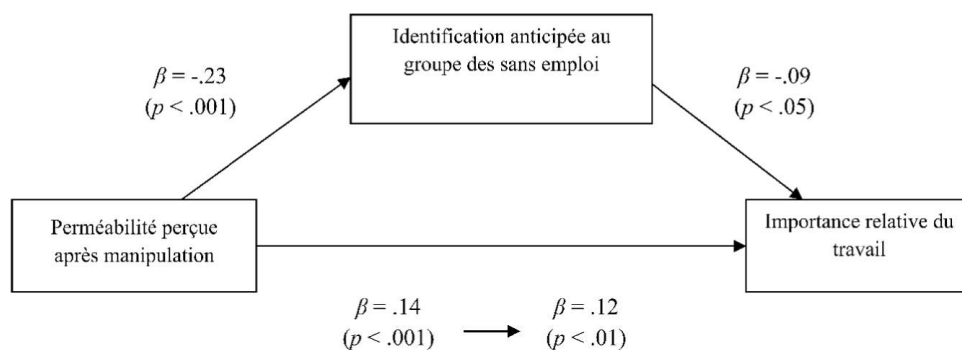 Identification anticipée au
groupe des sans emploi
β = -.23
(p < .001)
β = -.09
(p < .05)
Perméabilité perçue
après manipulation
Importance relative du
travail
β = .14
(p < .001)
β = .12
(p < .01)